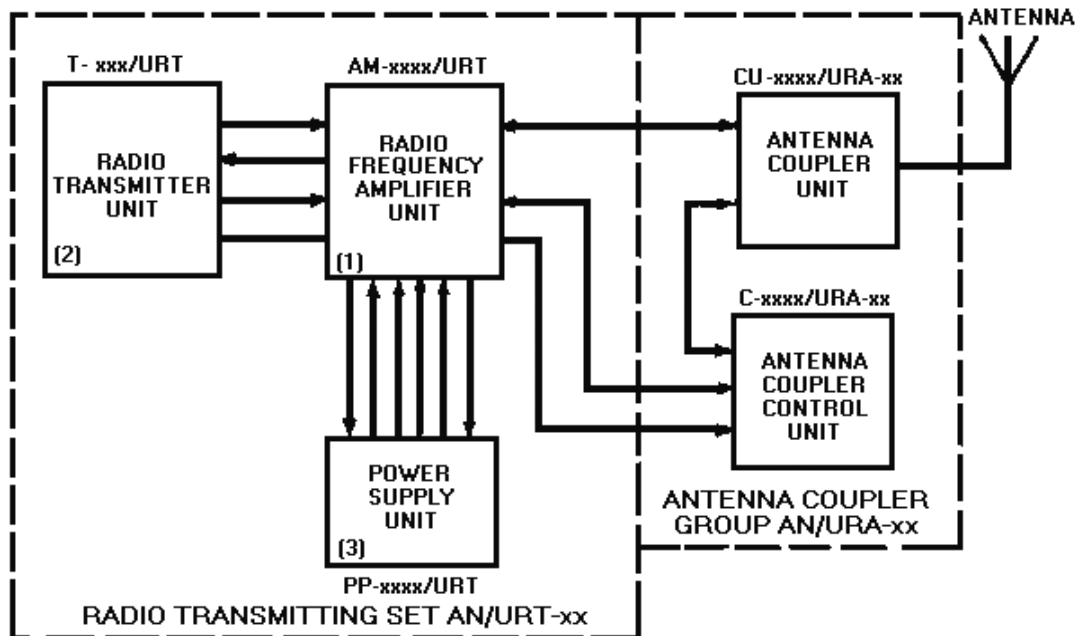 ANTENNA
T- xxx/URT
RADIO
TRANSMITTER
UNIT
(2)
AM-xxxx/URT
RADIO
FREQUENCY
AMPLIFIER
UNIT
(1)
CU-xxxx/URA-xx
ANTENNA
COUPLER
UNIT
C-xxxx/URA-xx
ANTENNA
COUPLER
CONTROL
UNIT
POWER
SUPPLY
UNIT
(3)
PP-xxxx/URT
ANTENNA COUPLER
GROUP AN/URA-xx
RADIO TRANSMITTING SET AN/URT-xx